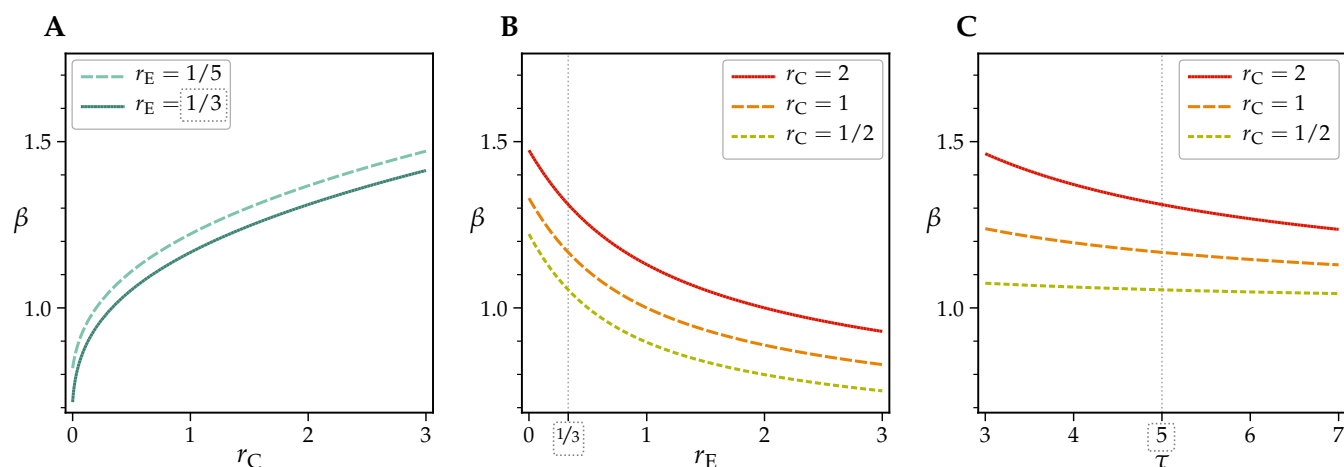 A
r_E = 1/5
r_E = 1/3
1.5
1.0
β
0 1 2 3
r_C
B
r_C = 2
r_C = 1
r_C = 1/2
1.5
1.0
β
0 1/3 1 2 3
r_E
C
r_C = 2
r_C = 1
r_C = 1/2
1.5
1.0
β
3 4 5 6 7
τ